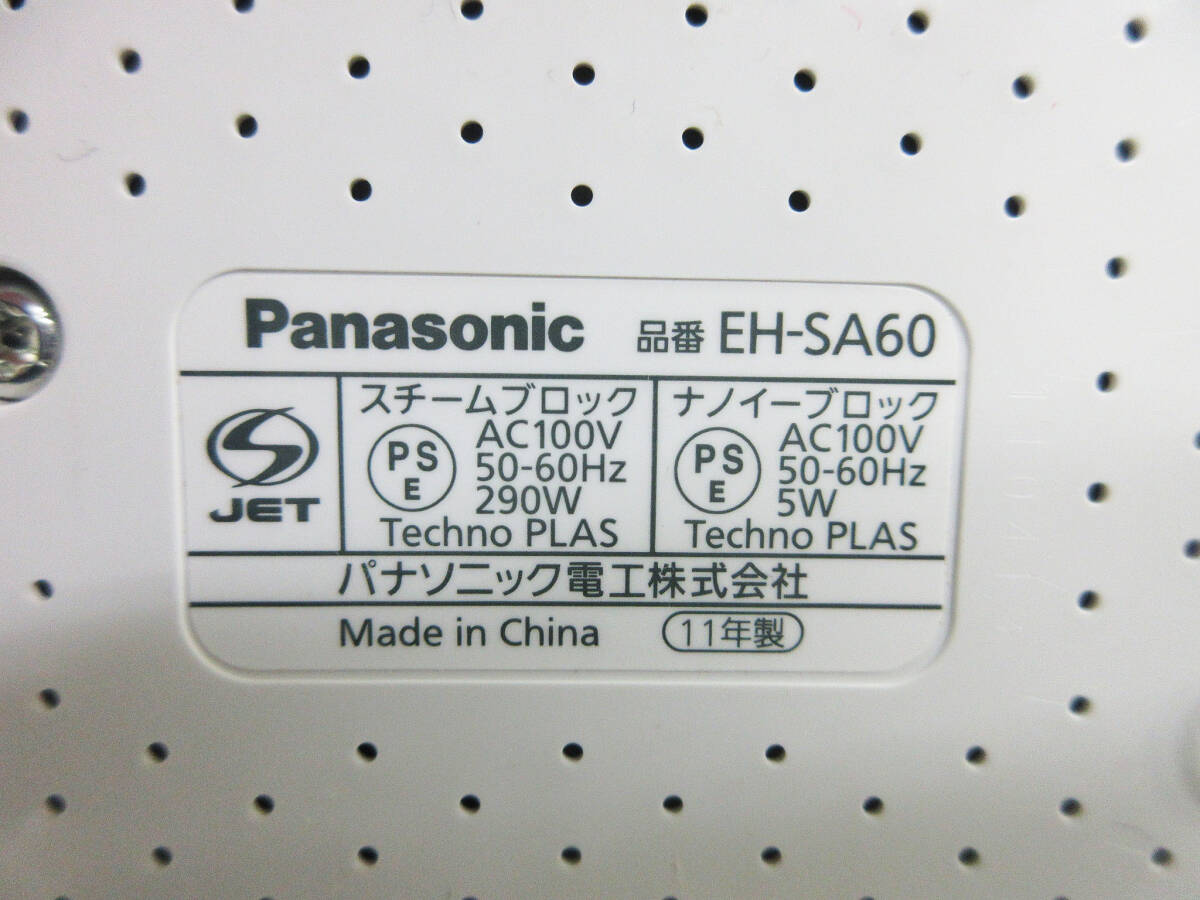 Panasonic 品番 EH-SA60
JET
スチームブロック
PSE
AC100V
50-60Hz
290W
Techno PLAS
ナノイーブロック
PSE
AC100V
50-60Hz
5W
Techno PLAS
パナソニック電工株式会社
Made in China 11年製